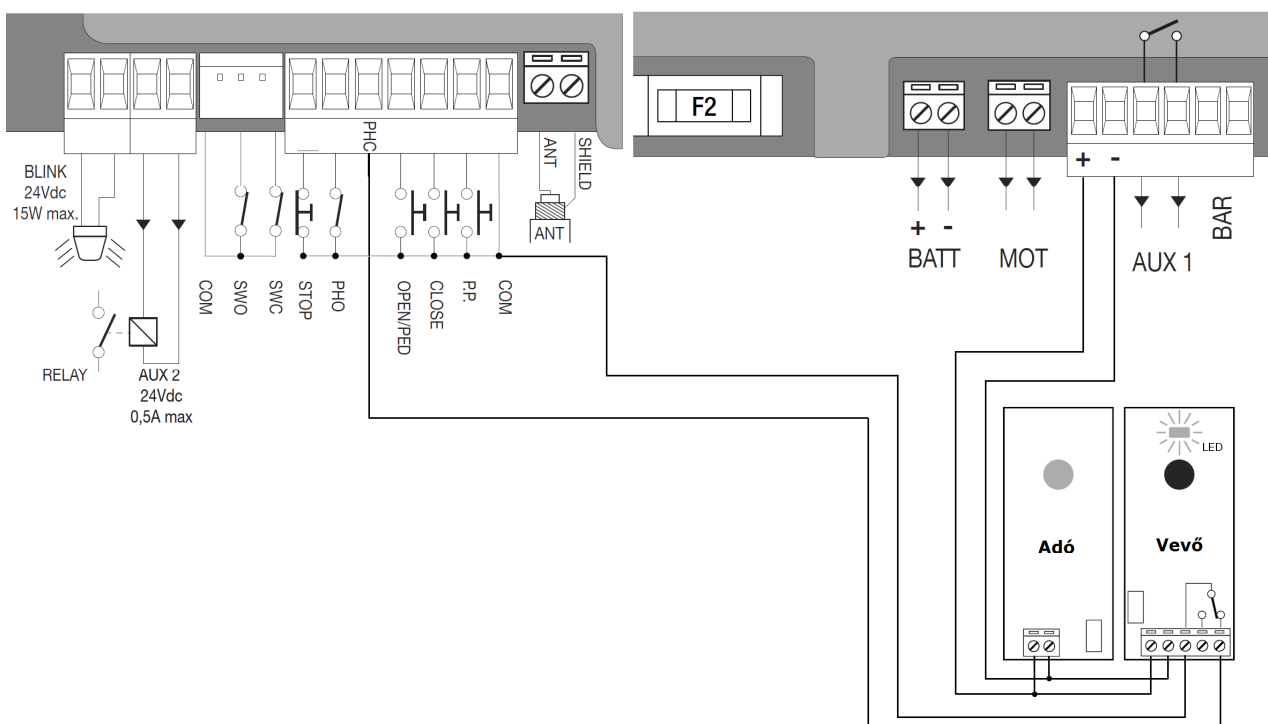 F2
PHC
ANT
SHIELD
+ -
BLINK
24Vdc
15W max.
ANT
+ -
BATT
MOT
AUX 1
BAR
COM
SWO
SWC
STOP
PHO
OPEN/PED
CLOSE
P.P.
COM
RELAY
AUX 2
24Vdc
0,5A max
LED
Adó
Vevő